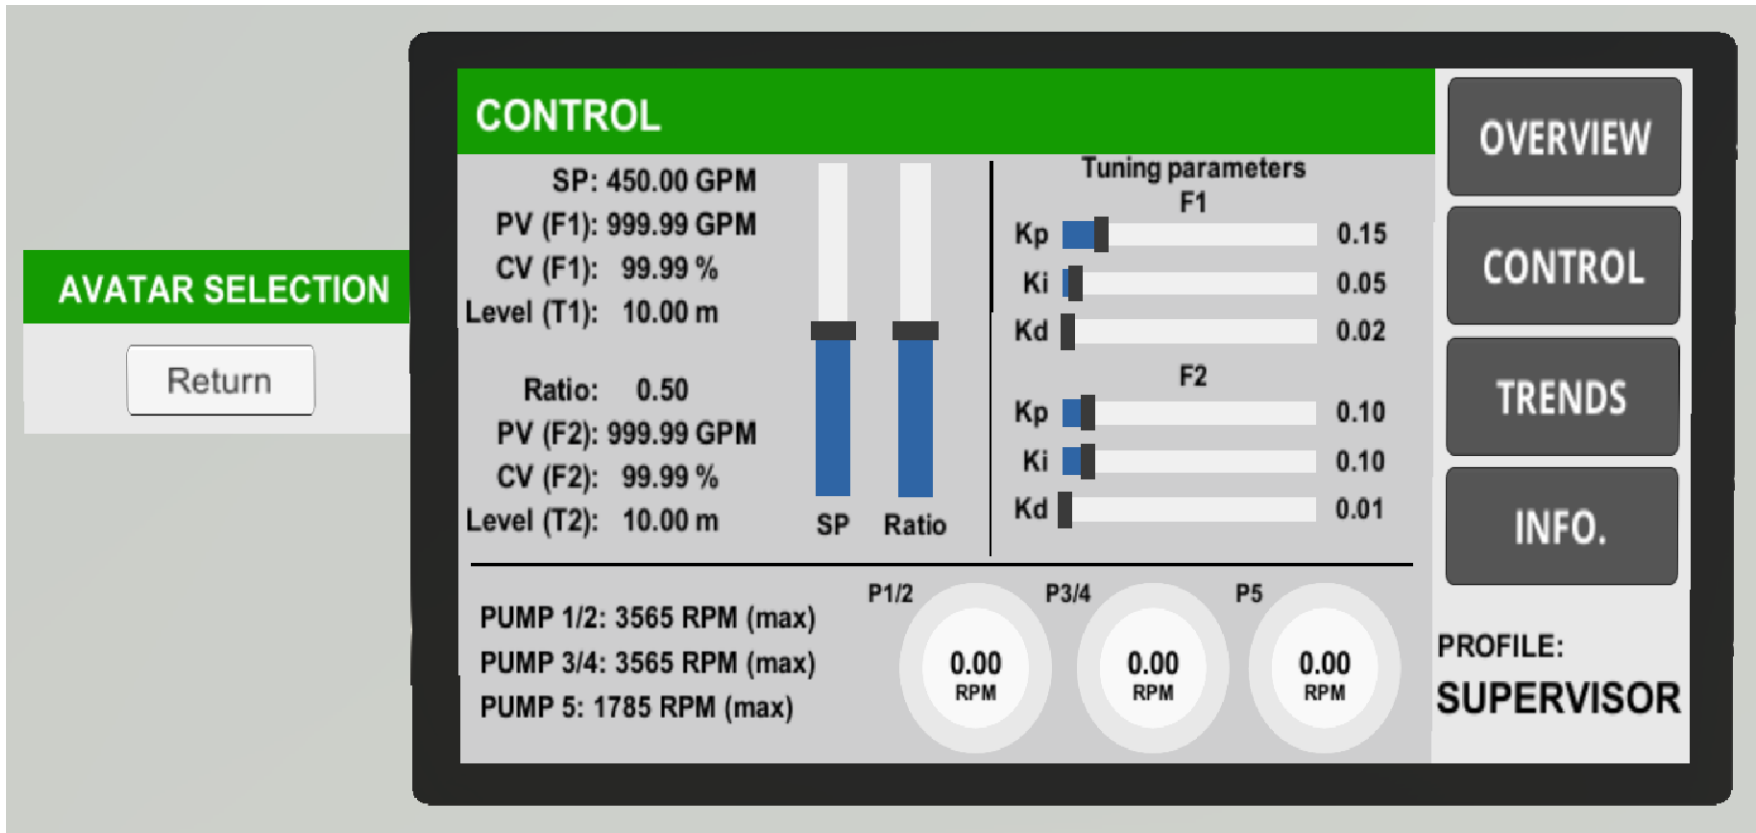 AVATAR SELECTION
Return
CONTROL
SP: 450.00 GPM
PV (F1): 999.99 GPM
CV (F1): 99.99 %
Level (T1): 10.00 m
Ratio: 0.50
PV (F2): 999.99 GPM
CV (F2): 99.99 %
Level (T2): 10.00 m
SP Ratio
Tuning parameters
F1
Kp 0.15
Ki 0.05
Kd 0.02
F2
Kp 0.10
Ki 0.10
Kd 0.01
PUMP 1/2: 3565 RPM (max)
PUMP 3/4: 3565 RPM (max)
PUMP 5: 1785 RPM (max)
P1/2
0.00
RPM
P3/4
0.00
RPM
P5
0.00
RPM
OVERVIEW
CONTROL
TRENDS
INFO.
PROFILE:
SUPERVISOR